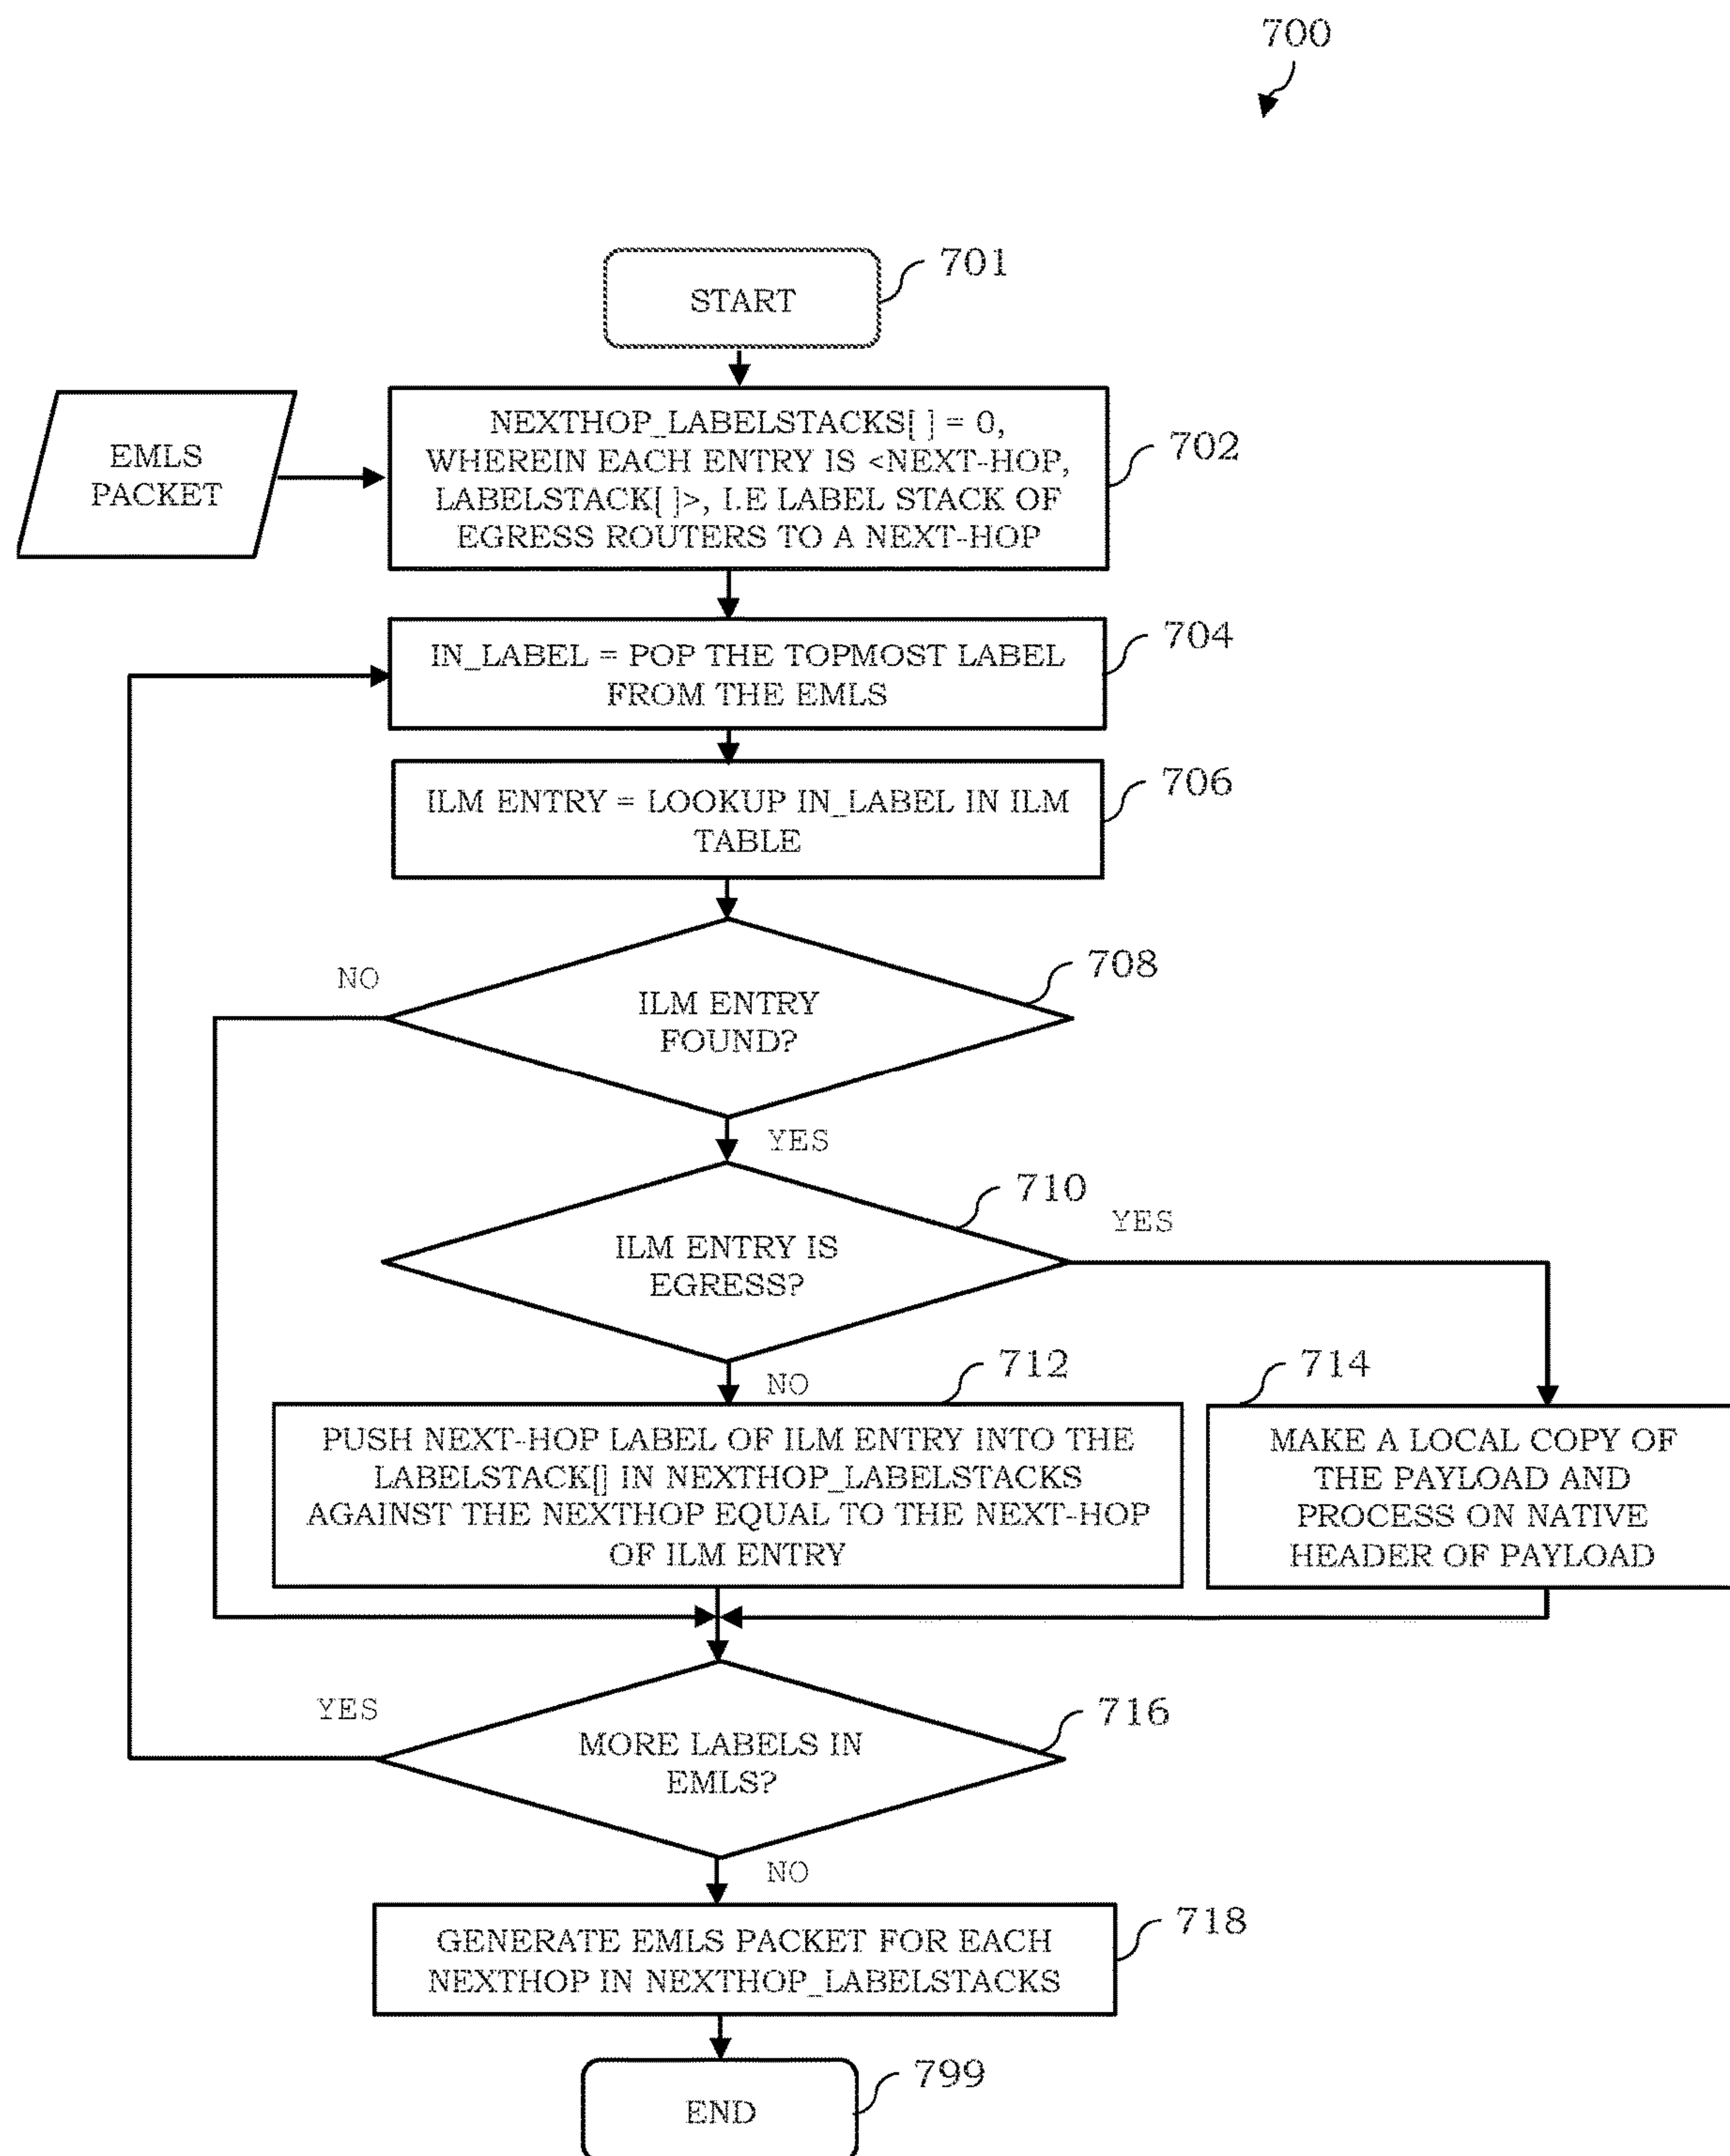 700
START
701
EMLS
PACKET
NEXTHOP_LABELSTACKS[ ] = 0,
WHEREIN EACH ENTRY IS <NEXT-HOP,
LABELSTACK[ ]>, I.E LABEL STACK OF
EGRESS ROUTERS TO A NEXT-HOP
702
IN_LABEL = POP THE TOPMOST LABEL
FROM THE EMLS
704
ILM ENTRY = LOOKUP IN_LABEL IN ILM
TABLE
706
ILM ENTRY
FOUND?
708
NO
YES
ILM ENTRY IS
EGRESS?
710
YES
NO
PUSH NEXT-HOP LABEL OF ILM ENTRY INTO THE
LABELSTACK[] IN NEXTHOP_LABELSTACKS
AGAINST THE NEXTHOP EQUAL TO THE NEXT-HOP
OF ILM ENTRY
712
MAKE A LOCAL COPY OF
THE PAYLOAD AND
PROCESS ON NATIVE
HEADER OF PAYLOAD
714
MORE LABELS IN
EMLS?
716
YES
NO
GENERATE EMLS PACKET FOR EACH
NEXTHOP IN NEXTHOP_LABELSTACKS
718
END
799